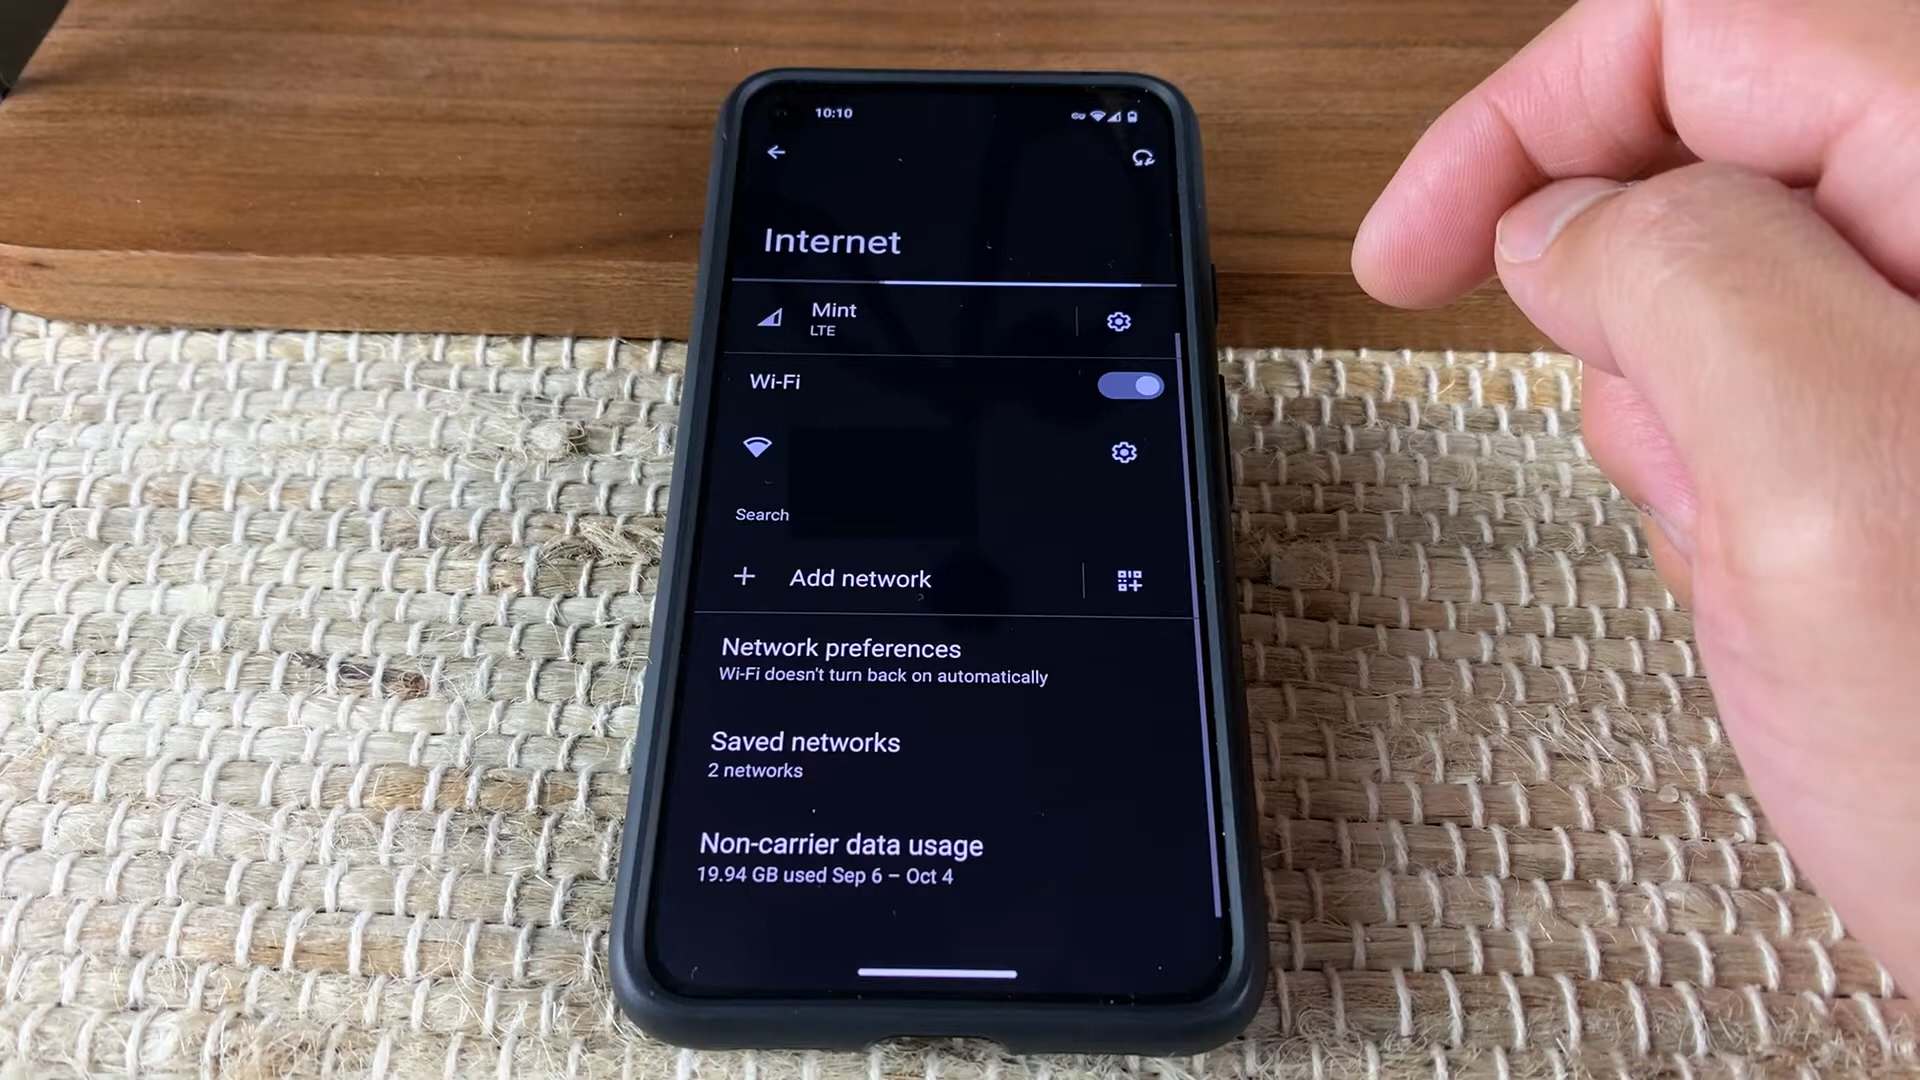 10:10
Internet
Mint
LTE
Wi-Fi
Search
Add network
Network preferences
Wi-Fi doesn't turn back on automatically
Saved networks
2 networks
Non-carrier data usage
19.94 GB used Sep 6 – Oct 4